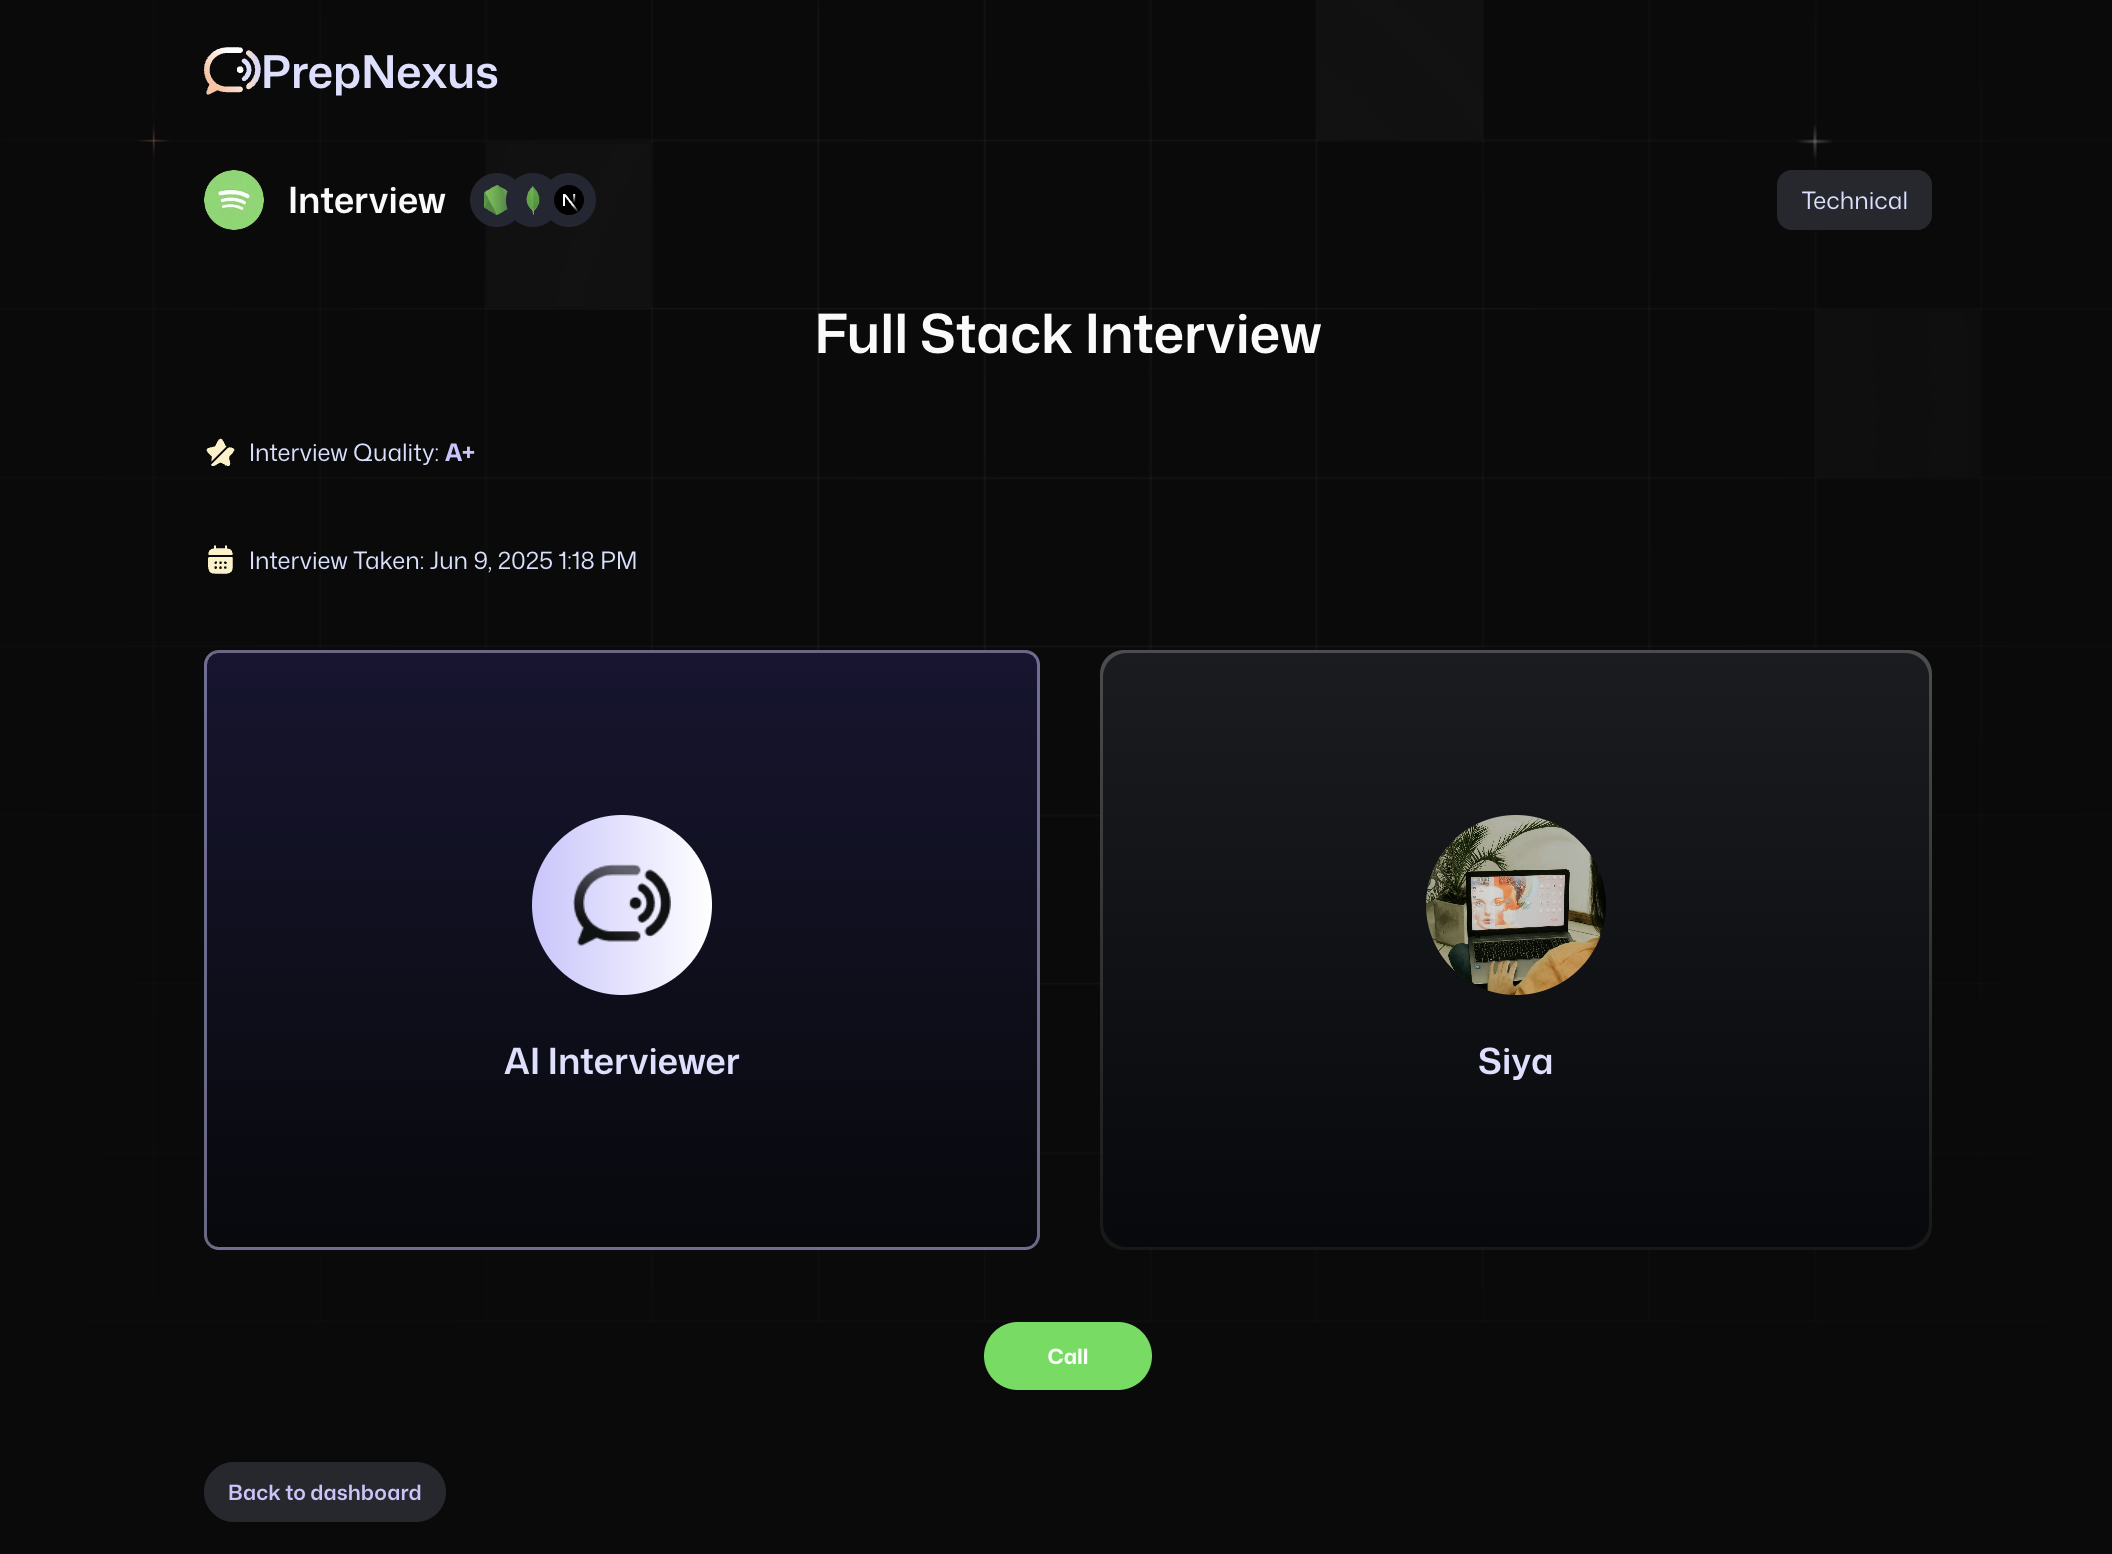 PrepNexus
Interview
N
Technical
Full Stack Interview
Interview Quality: A+
Interview Taken: Jun 9, 2025 1:18 PM
AI Interviewer
Siya
Call
Back to dashboard